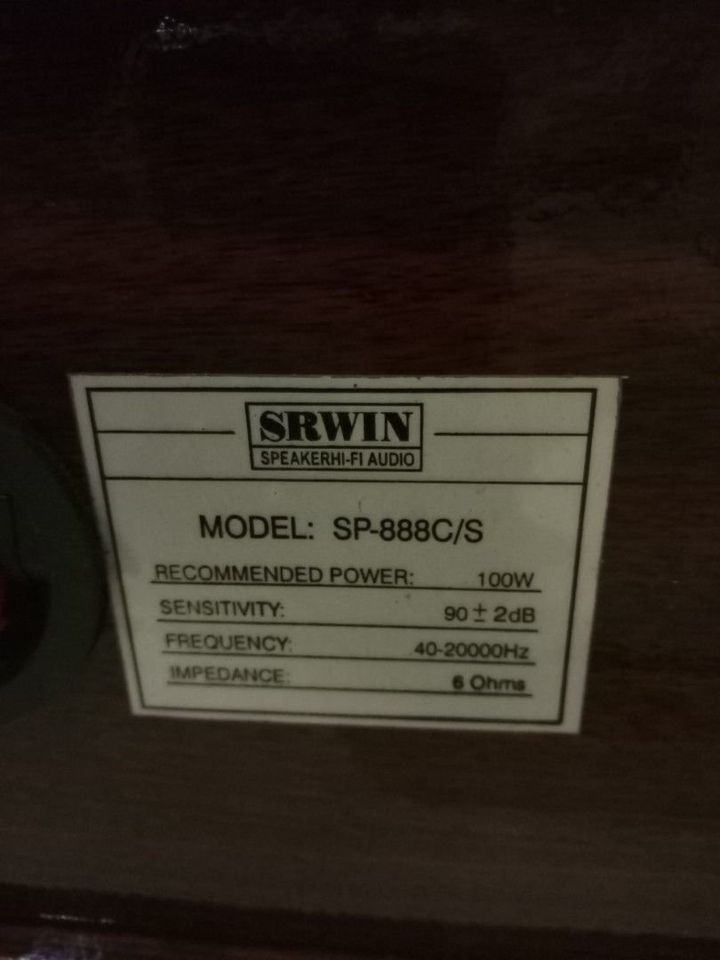 SRWIN
SPEAKERHI-FI AUDIO
MODEL: SP-888C/S
RECOMMENDED POWER: 100W
SENSITIVITY: 90 ± 2dB
FREQUENCY: 40-20000Hz
IMPEDANCE: 6 Ohms